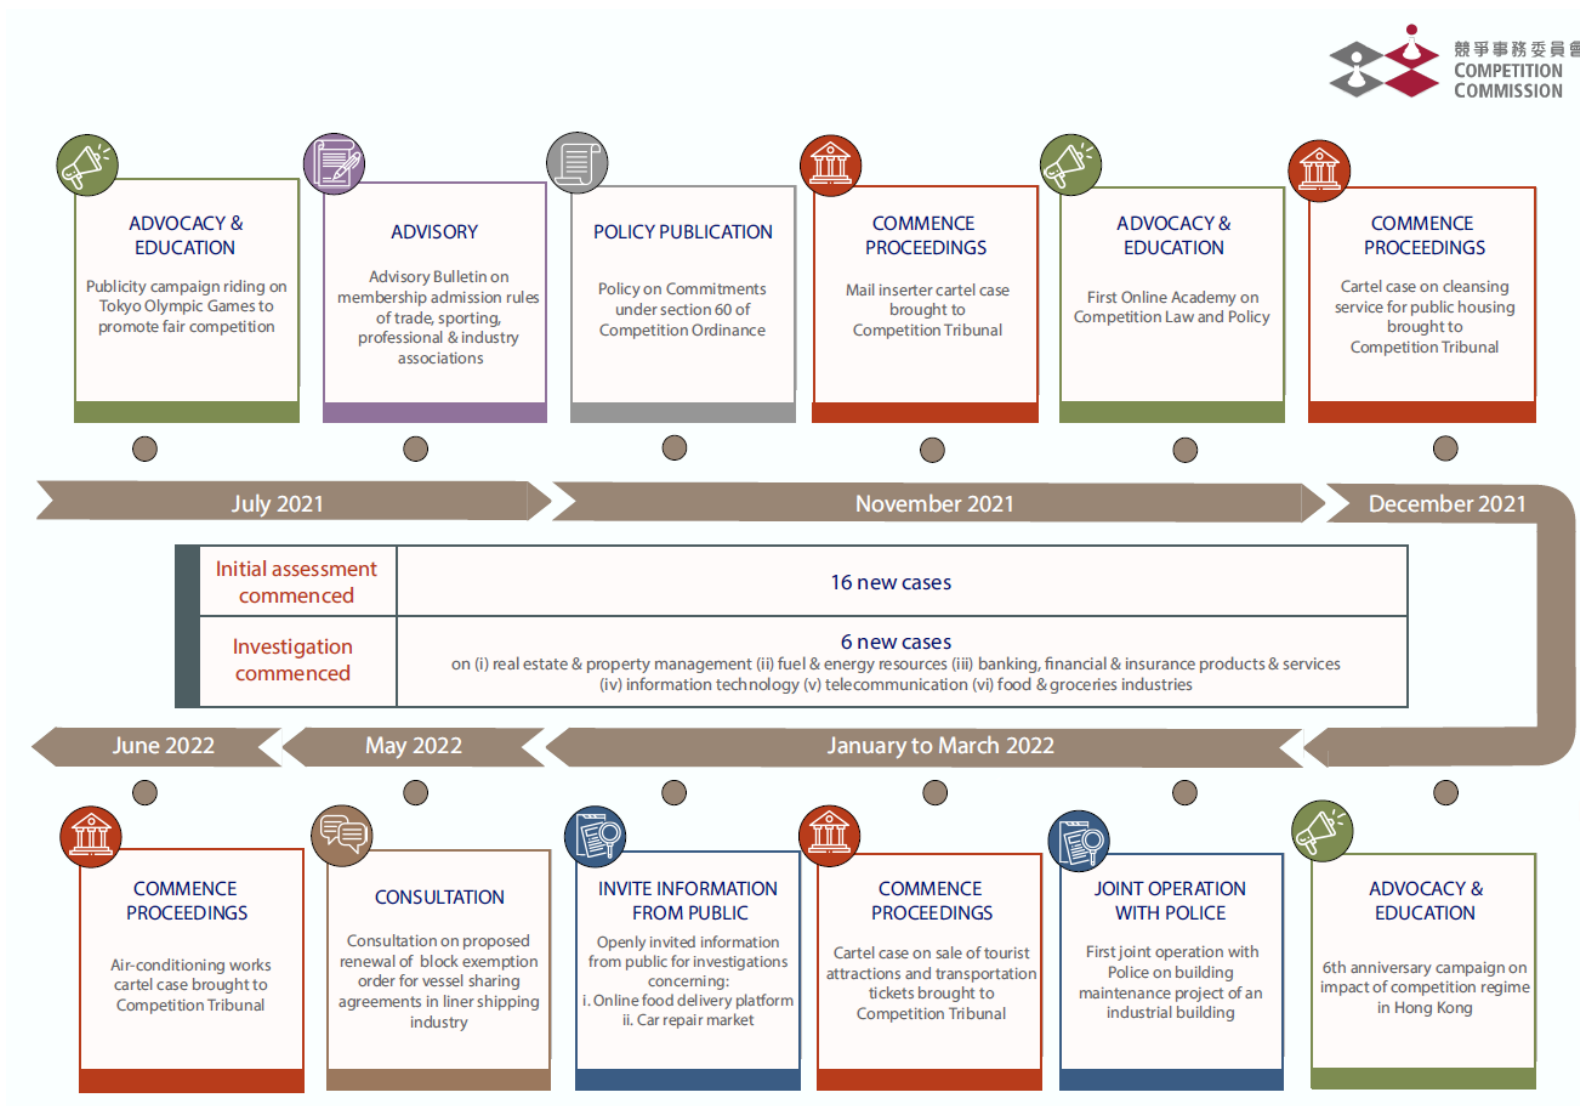 競爭事務委員會
COMPETITION
COMMISSION
ADVOCACY &
EDUCATION
Publicity campaign riding on
Tokyo Olympic Games to
promote fair competition
ADVISORY
Advisory Bulletin on
membership admission rules
of trade, sporting,
professional & industry
associations
POLICY PUBLICATION
Policy on Commitments
under section 60 of
Competition Ordinance
COMMENCE
PROCEEDINGS
Mail inserter cartel case
brought to
Competition Tribunal
ADVOCACY &
EDUCATION
First Online Academy on
Competition Law and Policy
COMMENCE
PROCEEDINGS
Cartel case on cleansing
service for public housing
brought to
Competition Tribunal
July 2021
November 2021
December 2021
Initial assessment
commenced
16 new cases
Investigation
commenced
6 new cases
on (i) real estate & property management (ii) fuel & energy resources (iii) banking, financial & insurance products & services
(iv) information technology (v) telecommunication (vi) food & groceries industries
June 2022
May 2022
January to March 2022
COMMENCE
PROCEEDINGS
Air-conditioning works
cartel case brought to
Competition Tribunal
CONSULTATION
Consultation on proposed
renewal of block exemption
order for vessel sharing
agreements in liner shipping
industry
INVITE INFORMATION
FROM PUBLIC
Openly invited information
from public for investigations
concerning:
i. Online food delivery platform
ii. Car repair market
COMMENCE
PROCEEDINGS
Cartel case on sale of tourist
attractions and transportation
tickets brought to
Competition Tribunal
JOINT OPERATION
WITH POLICE
First joint operation with
Police on building
maintenance project of an
industrial building
ADVOCACY &
EDUCATION
6th anniversary campaign on
impact of competition regime
in Hong Kong